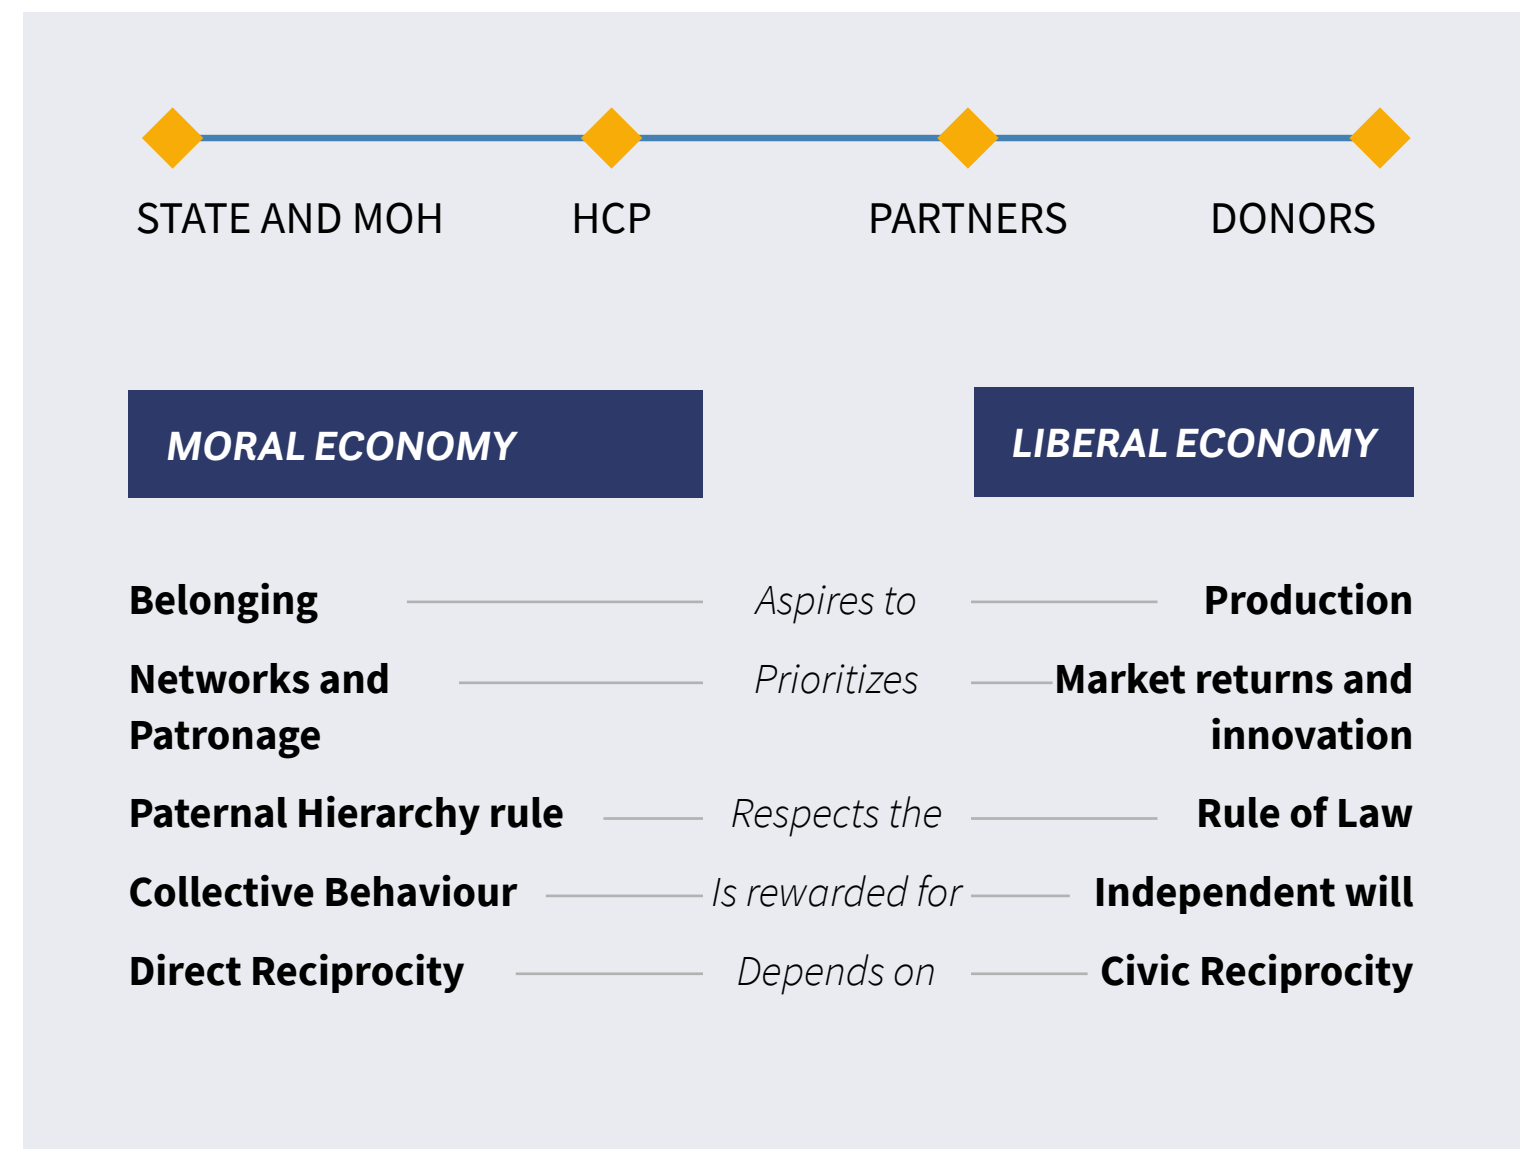 STATE AND MOH HCP PARTNERS DONORS
MORAL ECONOMY LIBERAL ECONOMY
Belonging Aspires to Production
Networks and Prioritizes Market returns and
Patronage innovation
Paternal Hierarchy rule Respects the Rule of Law
Collective Behaviour Is rewarded for Independent will
Direct Reciprocity Depends on Civic Reciprocity